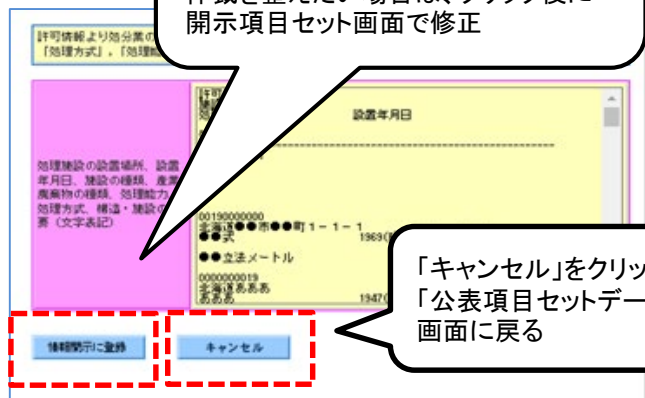 開示項目セット画面で修正
許可情報より処分業の
「処理方式」，「処理能
設置年月日
処理施設の設置場所、設置
年月日、施設の種類、産業
廃棄物の種類、処理能力
処理方式、構造・施設の
要（文字表記）
00190000000
北海道●●市●●町１－１－１
●●式 1969(
●●立法メートル
0000000019
北海道あああ
あああ 1947(
「キャンセル」をクリッ
「公表項目セットデー
画面に戻る
情報開示に登録
キャンセル